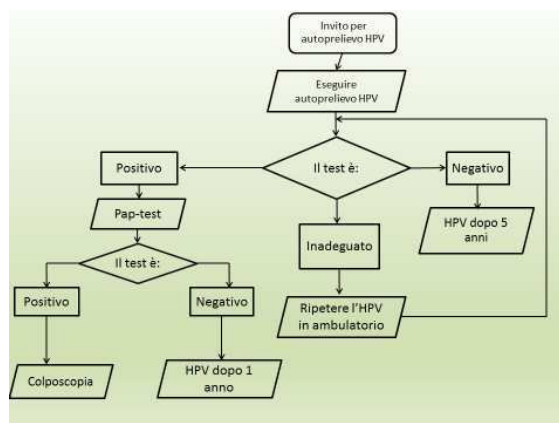 Invito per
autoprelievo HPV
Eseguire
autoprelievo HPV
Positivo
Il test è:
Negativo
Pap-test
HPV dopo 5
anni
Inadeguato
Il test è:
Positivo
Negativo
Ripetere l'HPV
in ambulatorio
Colposcopia
HPV dopo 1
anno